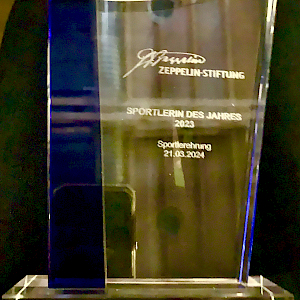 ZEPPELIN-STIFTUNG
SPORTLERIN DES JAHRES
2023
Sportlerehrung
21.03.2024